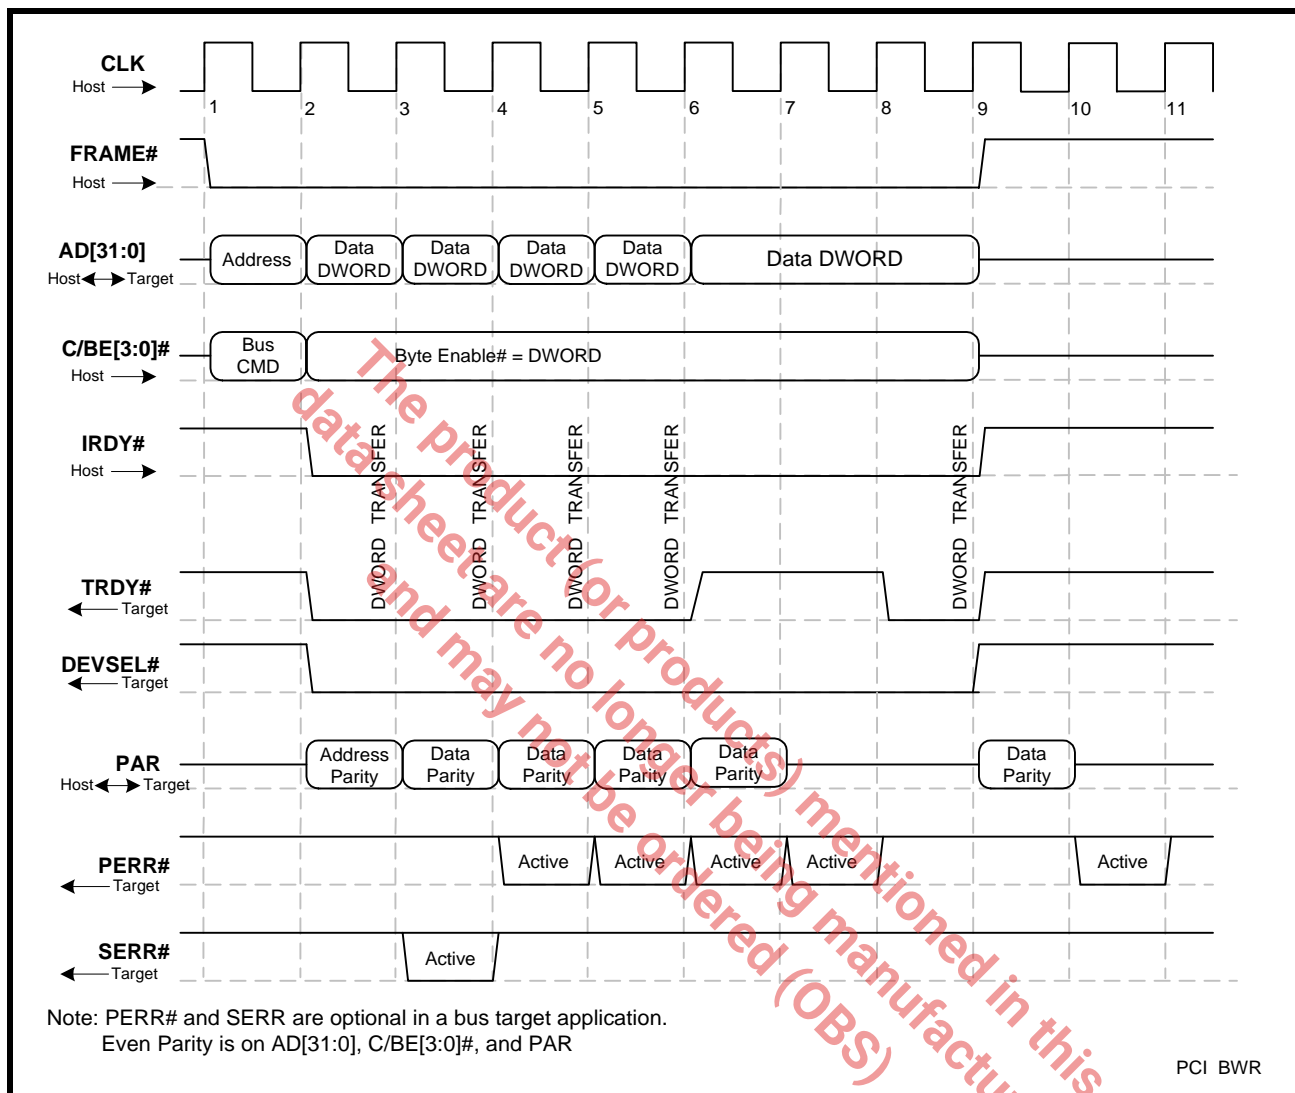 CLK
Host
1 2 3 4 5 6 7 8 9 10 11
FRAME#
Host
AD[31:0]
Host Target
Address
Data
DWORD
Data
DWORD
Data
DWORD
Data
DWORD
Data DWORD
C/BE[3:0]#
Host
Bus
CMD
Byte Enable# = DWORD
IRDY#
Host
DWORD TRANSFER
DWORD TRANSFER
DWORD TRANSFER
DWORD TRANSFER
DWORD TRANSFER
TRDY#
Target
DEVSEL#
Target
PAR
Host Target
Address
Parity
Data
Parity
Data
Parity
Data
Parity
Data
Parity
Data
Parity
PERR#
Target
Active
Active
Active
Active
Active
SERR#
Target
Active
The product (or products) mentioned in this
data sheet are no longer being manufactu
and may not be ordered (OBS)
Note: PERR# and SERR are optional in a bus target application.
Even Parity is on AD[31:0], C/BE[3:0]#, and PAR
PCI BWR